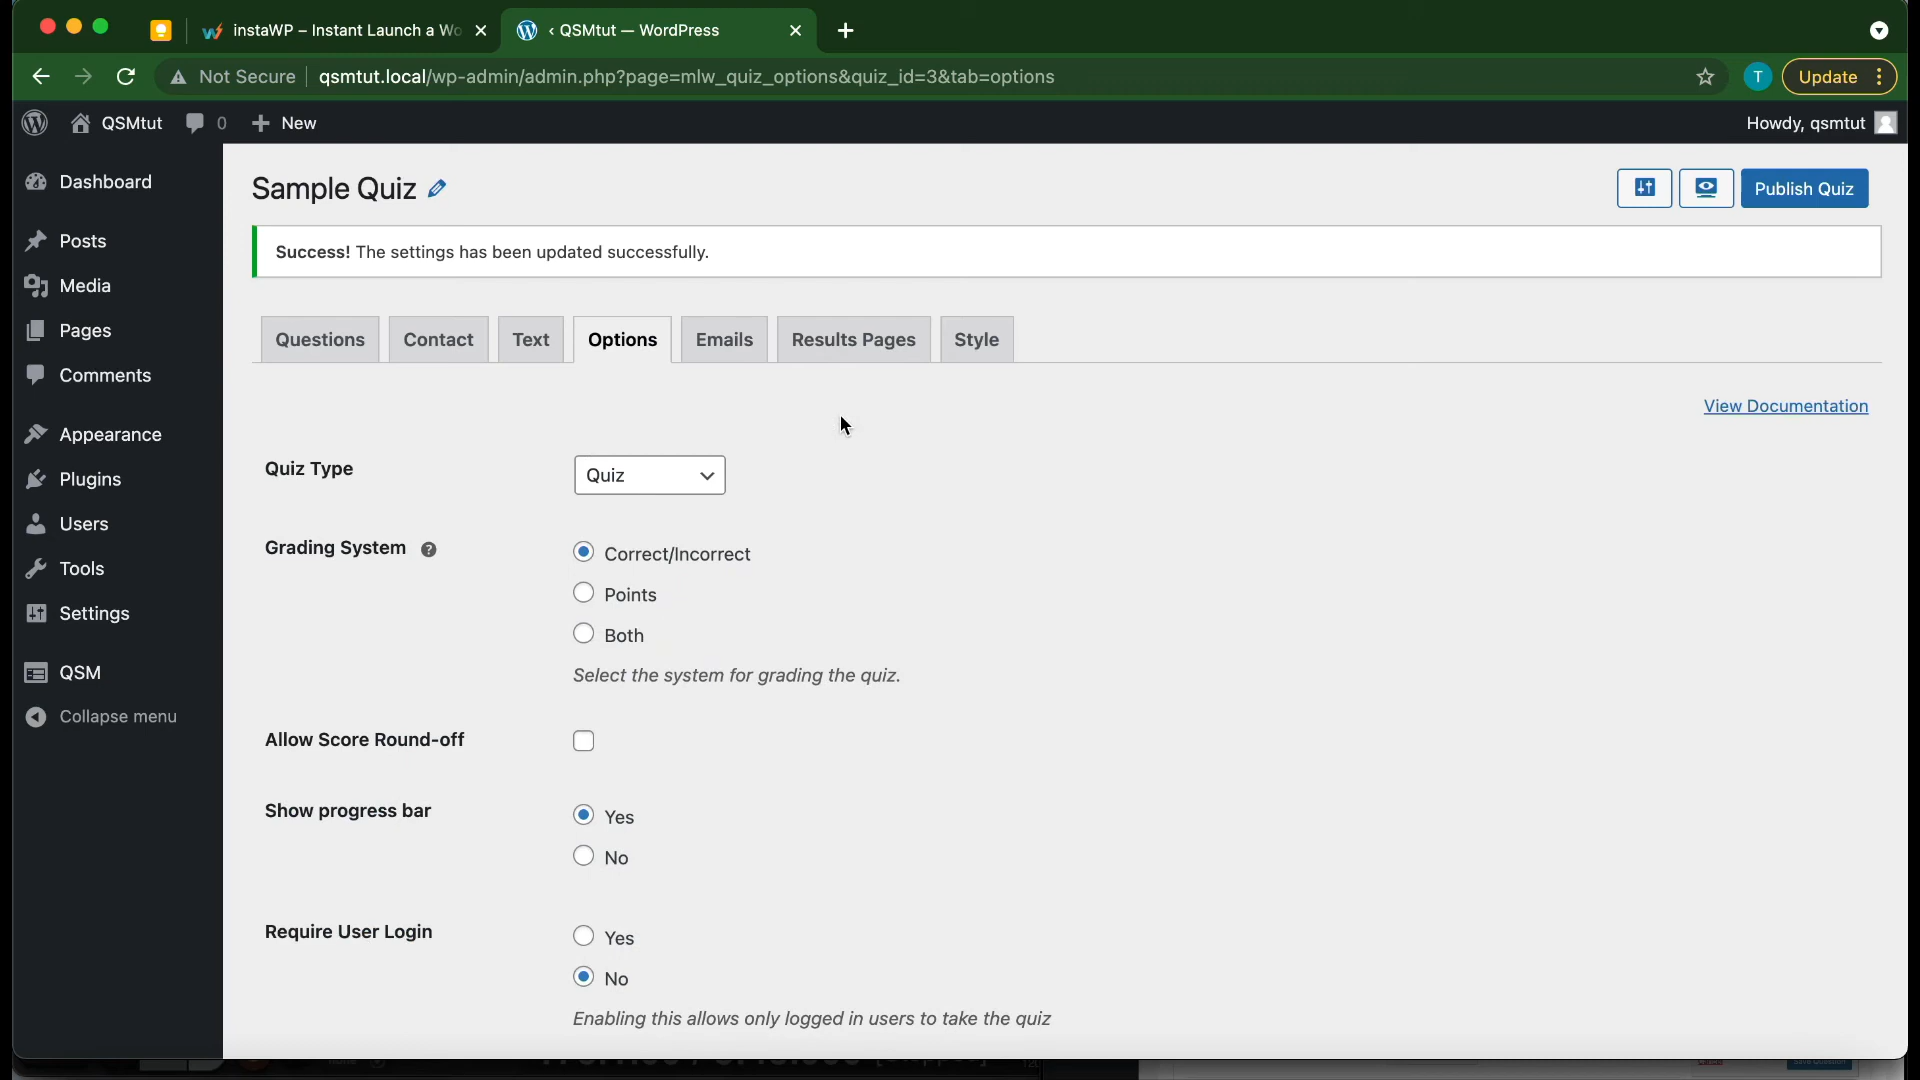 instaWP – Instant Launch a Wo
‹ QSMtut — WordPress
Not Secure
qsmtut.local/wp-admin/admin.php?page=mlw_quiz_options&quiz_id=3&tab=options
T
Update
QSMtut
0
New
Howdy, qsmtut
Dashboard
Posts
Media
Pages
Comments
Appearance
Plugins
Users
Tools
Settings
QSM
Collapse menu
Sample Quiz
Publish Quiz
Success! The settings has been updated successfully.
Questions
Contact
Text
Options
Emails
Results Pages
Style
View Documentation
Quiz Type
Quiz
Grading System ?
Correct/Incorrect
Points
Both
Select the system for grading the quiz.
Allow Score Round-off
Show progress bar
Yes
No
Require User Login
Yes
No
Enabling this allows only logged in users to take the quiz